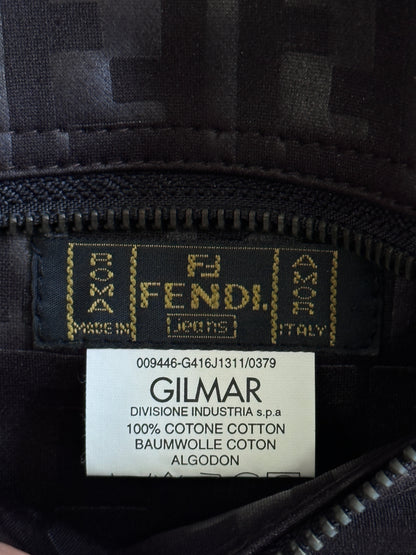 ROMA
FENDI.
AMOR
MADE IN
jeans
ITALY
009446-G416J1311/0379
GILMAR
DIVISIONE INDUSTRIA s.p.a
100% COTONE COTTON
BAUMWOLLE COTON
ALGODON